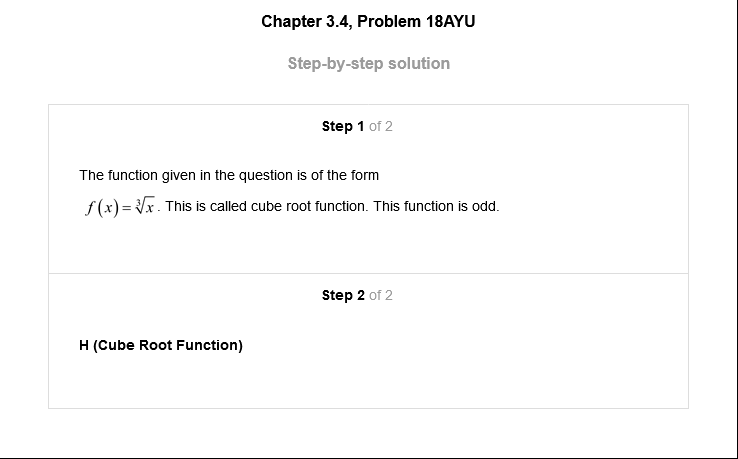 Chapter 3.4, Problem 18AYU
Step-by-step solution
Step 1 of 2
The function given in the question is of the form
f(x)=∛x. This is called cube root function. This function is odd.
Step 2 of 2
H (Cube Root Function)